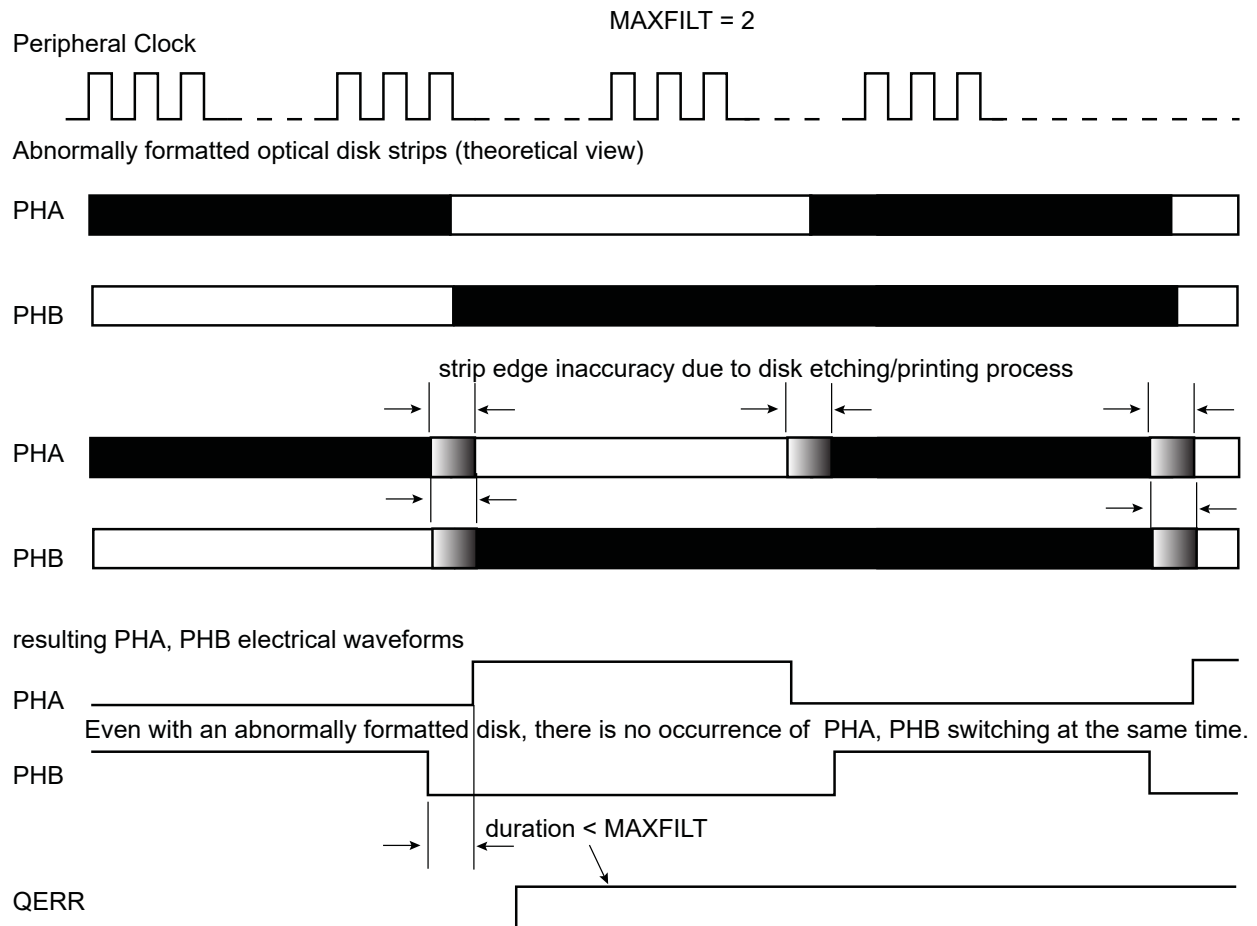 MAXFILT = 2
Peripheral Clock
Abnormally formatted optical disk strips (theoretical view)
PHA
PHB
strip edge inaccuracy due to disk etching/printing process
PHA
PHB
resulting PHA, PHB electrical waveforms
PHA
Even with an abnormally formatted disk, there is no occurrence of PHA, PHB switching at the same time.
PHB
duration < MAXFILT
QERR